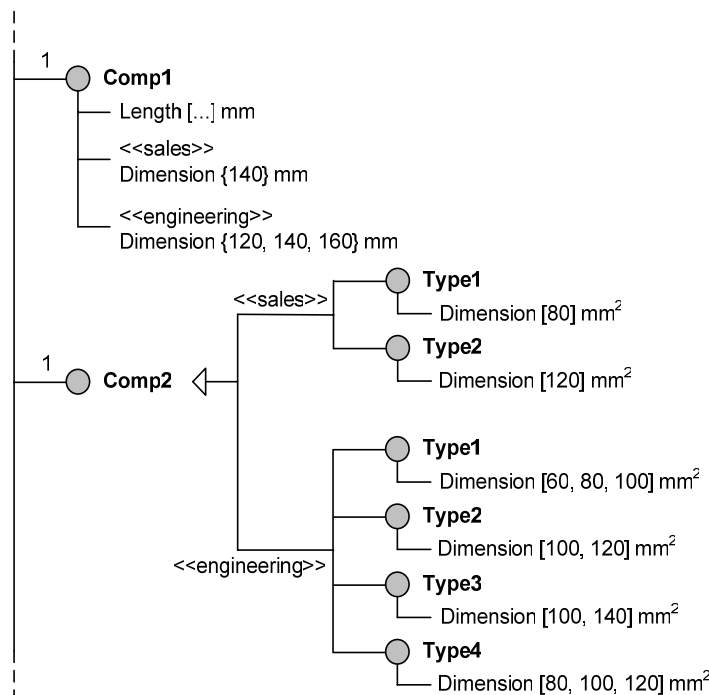 1
Comp1
Length [...] mm
<<sales>>
Dimension {140} mm
<<engineering>>
Dimension {120, 140, 160} mm
Type1
<<sales>>
Dimension [80] mm²
Type2
1
Comp2
Dimension [120] mm²
Type1
Dimension [60, 80, 100] mm²
Type2
Dimension [100, 120] mm²
<<engineering>>
Type3
Dimension [100, 140] mm²
Type4
Dimension [80, 100, 120] mm²